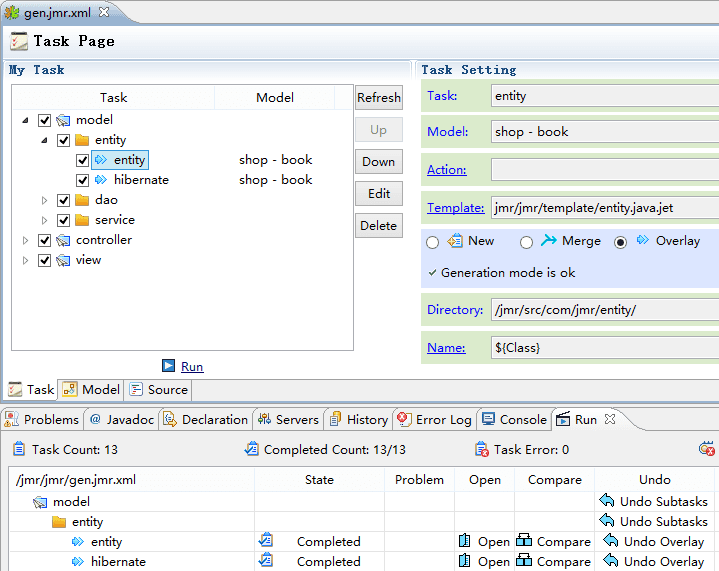 gen.jmr.xml
Task Page
My Task
Task Model
model
entity
entity shop - book
hibernate shop - book
dao
service
controller
view
Refresh
Up
Down
Edit
Delete
Run
Task Setting
Task: entity
Model: shop - book
Action:
Template: jmr/jmr/template/entity.java.jet
New Merge Overlay
Generation mode is ok
Directory: /jmr/src/com/jmr/entity/
Name: ${Class}
Task Model Source
Problems @ Javadoc Declaration Servers History Error Log Console Run
Task Count: 13 Completed Count: 13/13 Task Error: 0
/jmr/jmr/gen.jmr.xml State Problem Open Compare Undo
model Undo Subtasks
entity Undo Subtasks
entity Completed Open Compare Undo Overlay
hibernate Completed Open Compare Undo Overlay